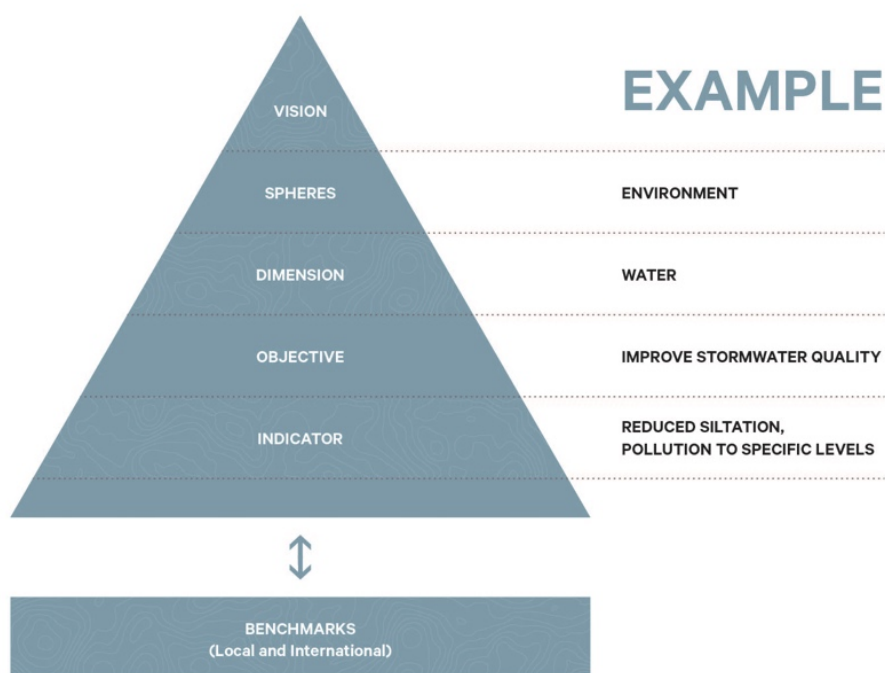 EXAMPLE
VISION
SPHERES
ENVIRONMENT
DIMENSION
WATER
OBJECTIVE
IMPROVE STORMWATER QUALITY
INDICATOR
REDUCED SILTATION,
POLLUTION TO SPECIFIC LEVELS
BENCHMARKS
(Local and International)